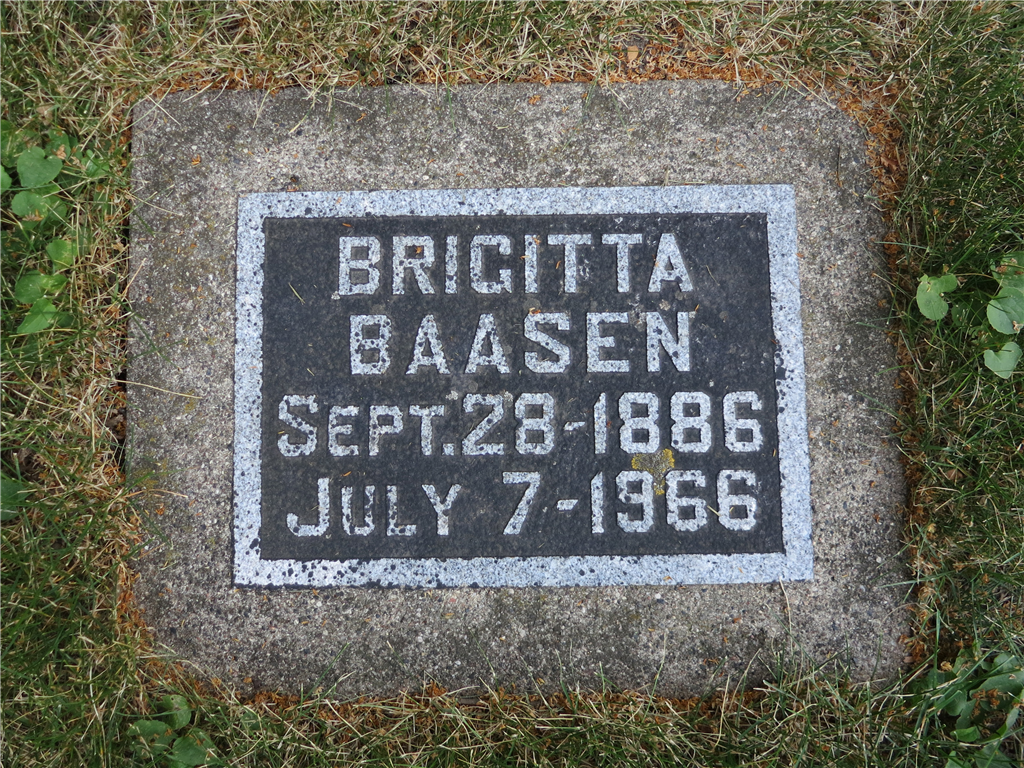 BRIGITTA
BAASEN
SEPT. 28-1886
JULY 7-1966